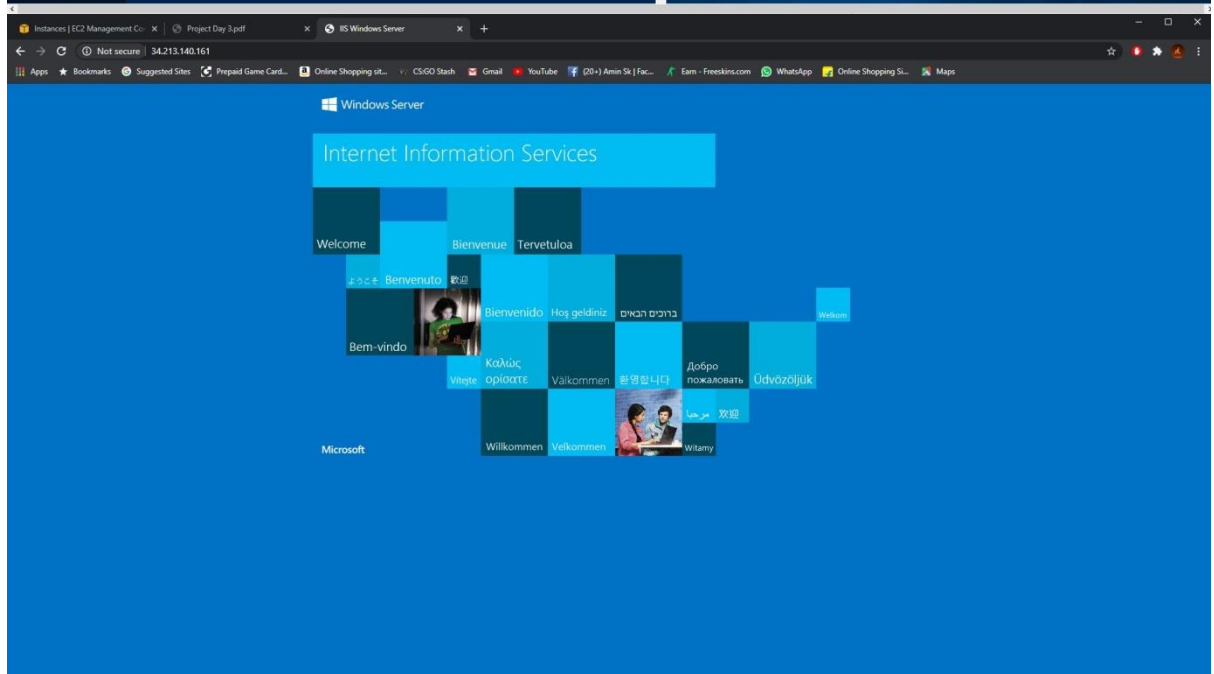 Instances | EC2 Management Co
Project Day 3.pdf
IIS Windows Server
Not secure
34.213.140.161
Apps
Bookmarks
Suggested Sites
Prepaid Game Card...
Online Shopping sit...
CS:GO Stash
Gmail
YouTube
(20+) Amin Sk | Fac...
Earn - Freeskins.com
WhatsApp
Online Shopping Si...
Maps
Windows Server
Internet Information Services
Welcome
Bienvenue
Tervetuloa
ようこそ
Benvenuto
歡迎
Bienvenido
Hoş geldiniz
ברוכים הבאים
Welkom
Bem-vindo
Vítejte
Καλώς
ορίσατε
Välkommen
환영합니다
Добро
пожаловать
Üdvözöljük
مرحبا
欢迎
Microsoft
Willkommen
Velkommen
Witamy